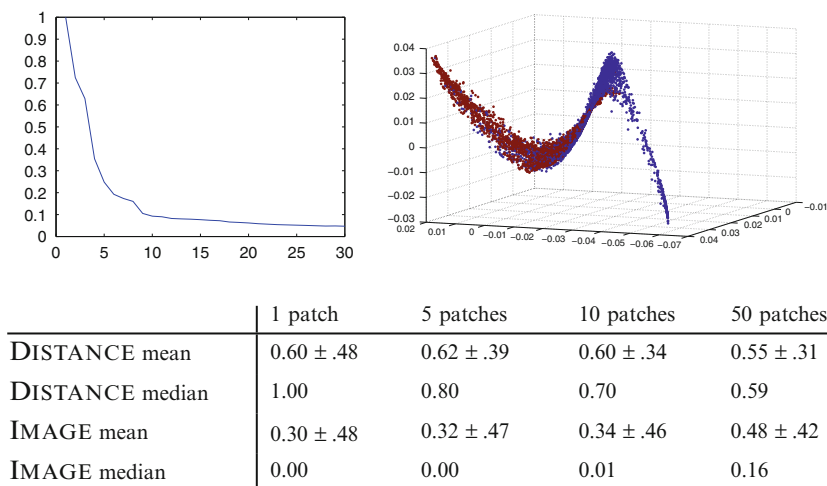 1
0.9
0.8
0.7
0.6
0.5
0.4
0.3
0.2
0.1
0
0 5 10 15 20 25 30
0.04
0.03
0.02
0.01
0
−0.01
−0.02
−0.03
0.02 0.01 0 −0.01 −0.02 −0.03 −0.04 −0.05 −0.06 −0.07
0.04 0.03 0.02 0.01 0 −0.01
1 patch 5 patches 10 patches 50 patches
DISTANCE mean 0.60 ± .48 0.62 ± .39 0.60 ± .34 0.55 ± .31
DISTANCE median 1.00 0.80 0.70 0.59
IMAGE mean 0.30 ± .48 0.32 ± .47 0.34 ± .46 0.48 ± .42
IMAGE median 0.00 0.00 0.01 0.16